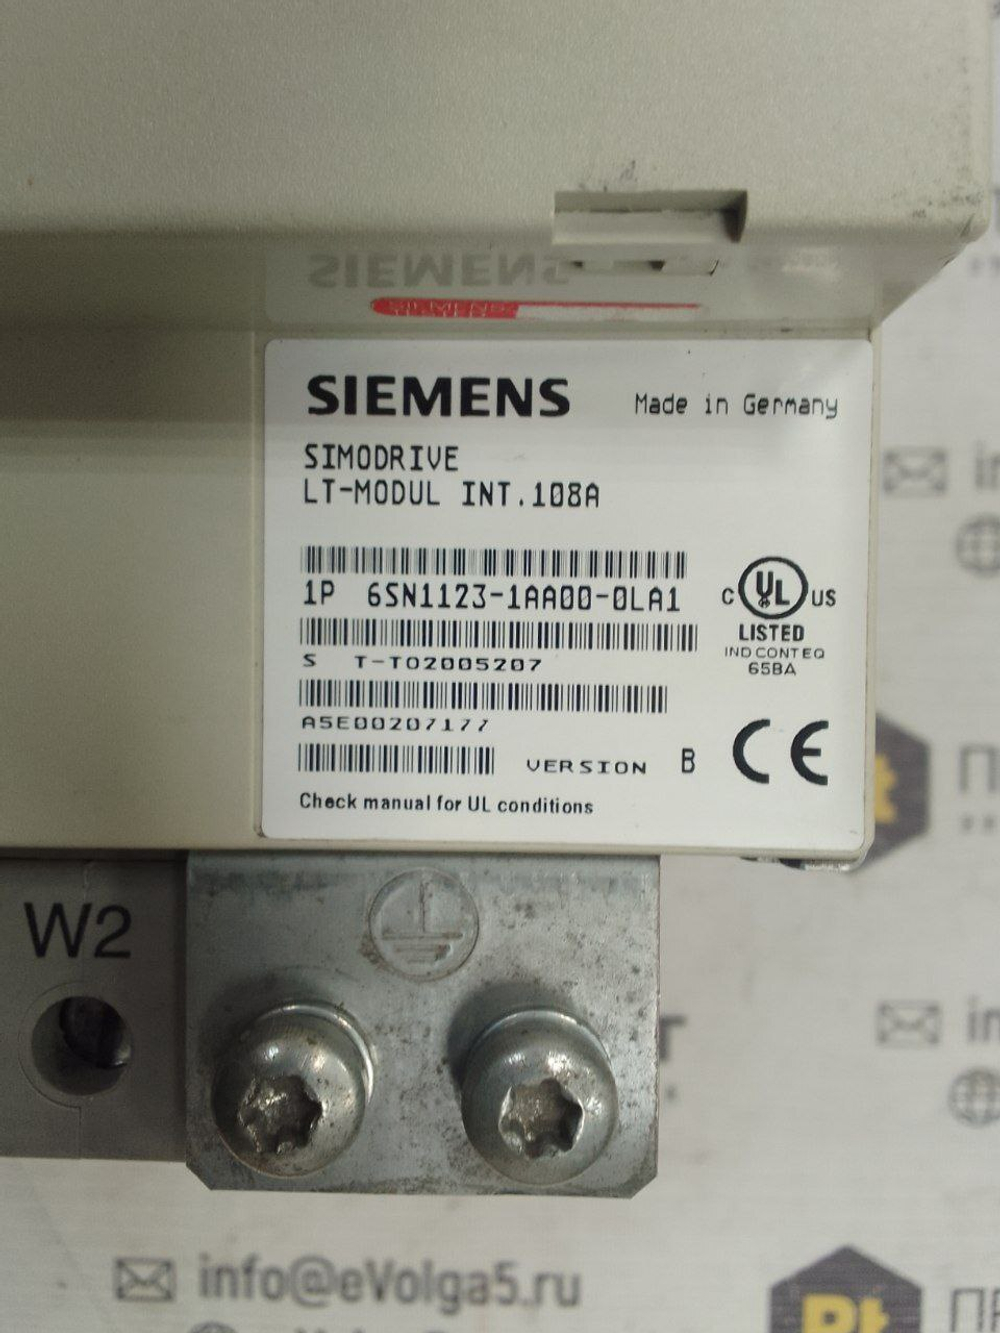 SIEMENS
SIEMENS
SIEMENS Made in Germany
SIMODRIVE
LT-MODUL INT.108A
1P 6SN1123-1AA00-0LA1
C UL US
LISTED
IND CONT EQ
65BA
S T-T02005207
A5E00207177
VERSION B CE
Check manual for UL conditions
W2
info@eVolga5.ru